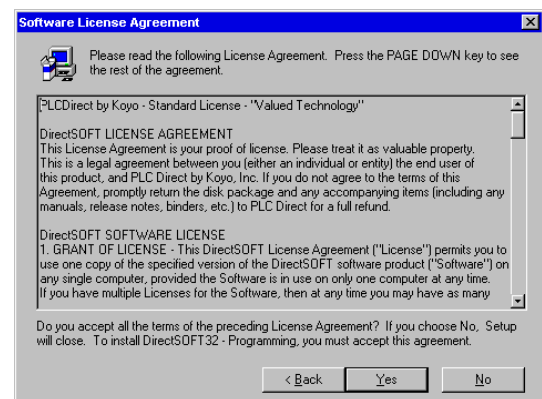 Software License Agreement
Please read the following License Agreement. Press the PAGE DOWN key to see
the rest of the agreement.
PLCDirect by Koyo - Standard License - "Valued Technology"
DirectSOFT LICENSE AGREEMENT
This License Agreement is your proof of license. Please treat it as valuable property.
This is a legal agreement between you (either an individual or entity) the end user of
this product, and PLC Direct by Koyo, Inc. If you do not agree to the terms of this
Agreement, promptly return the disk package and any accompanying items (including any
manuals, release notes, binders, etc.) to PLC Direct for a full refund.
DirectSOFT SOFTWARE LICENSE
1. GRANT OF LICENSE - This DirectSOFT License Agreement ("License") permits you to
use one copy of the specified version of the DirectSOFT software product ("Software") on
any single computer, provided the Software is in use on only one computer at any time.
If you have multiple Licenses for the Software, then at any time you may have as many
Do you accept all the terms of the preceding License Agreement? If you choose No, Setup
will close. To install DirectSOFT32 - Programming, you must accept this agreement.
< Back
Yes
No